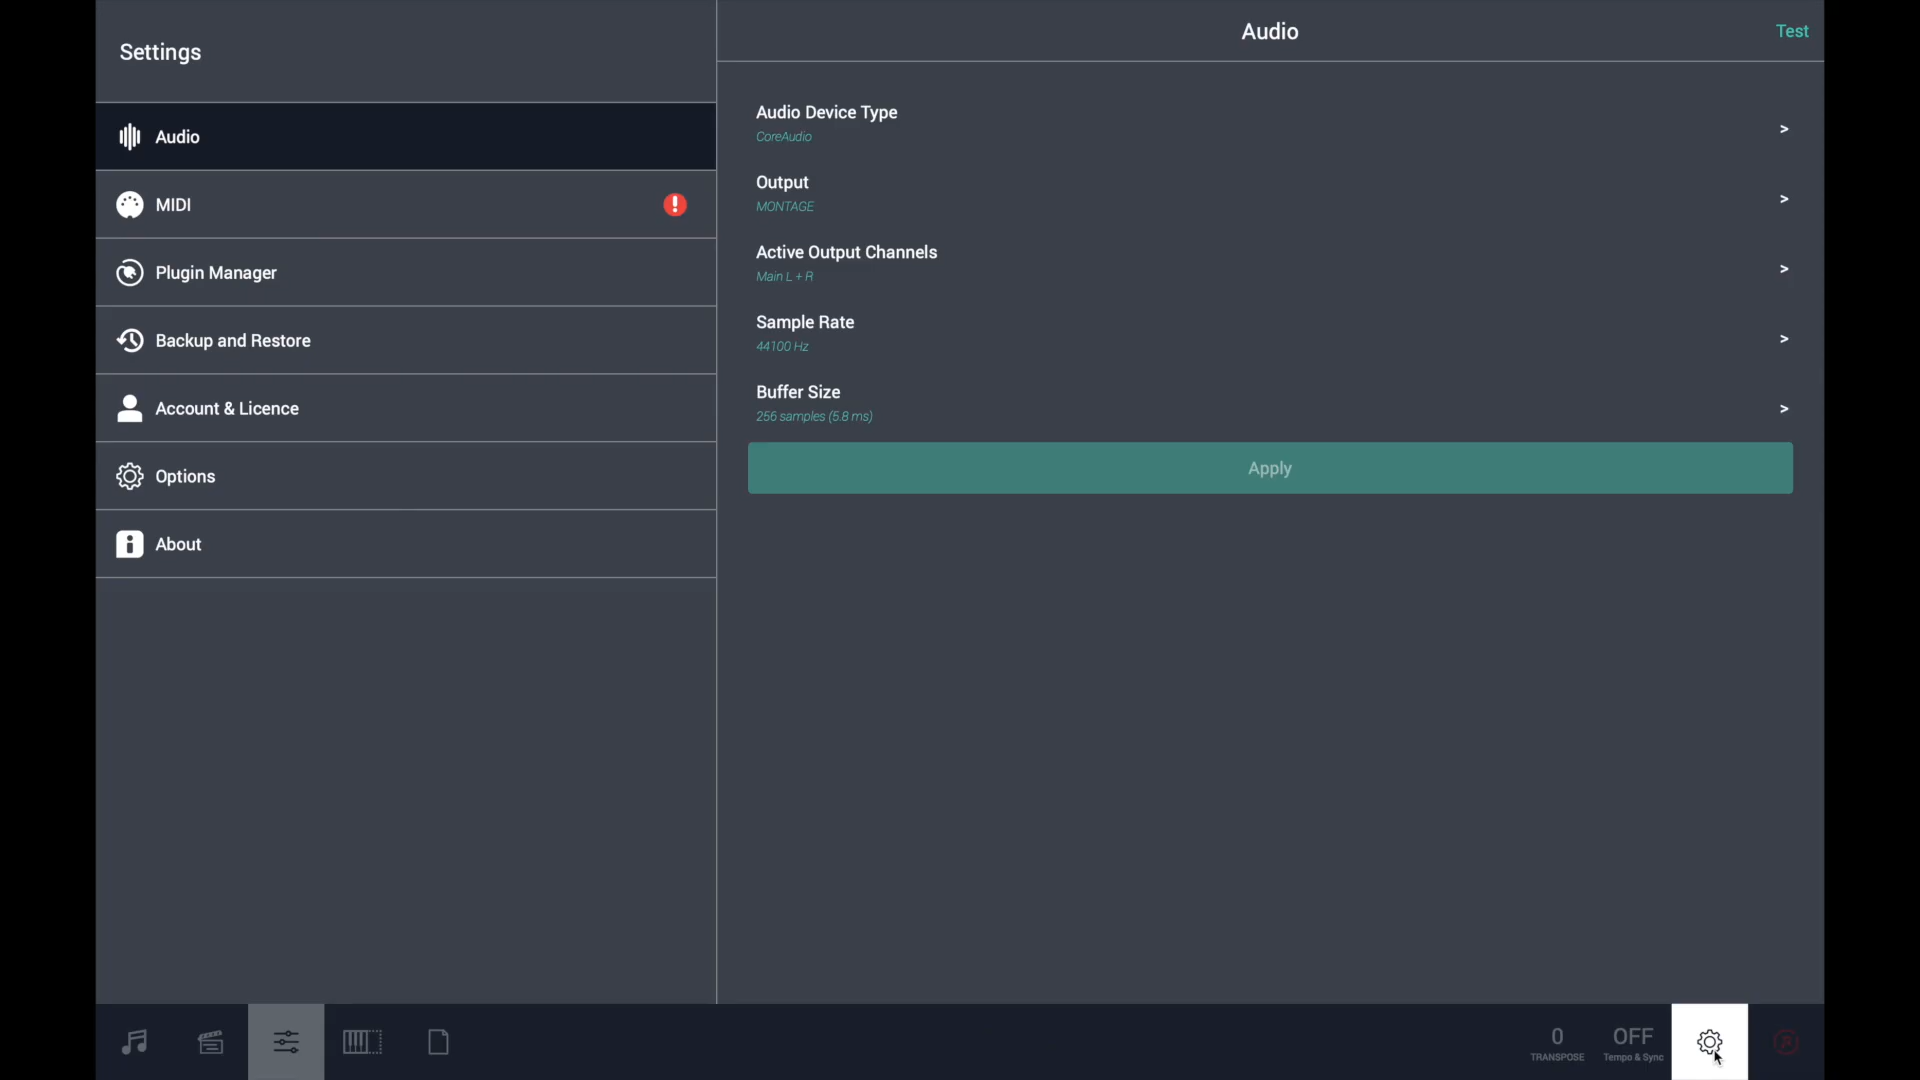 Settings
Audio
MIDI
Plugin Manager
Backup and Restore
Account & Licence
Options
About
Audio
Test
Audio Device Type
CoreAudio
>
Output
MONTAGE
>
Active Output Channels
Main L + R
>
Sample Rate
44100 Hz
>
Buffer Size
256 samples (5.8 ms)
>
Apply
0
TRANSPOSE
OFF
Tempo & Sync